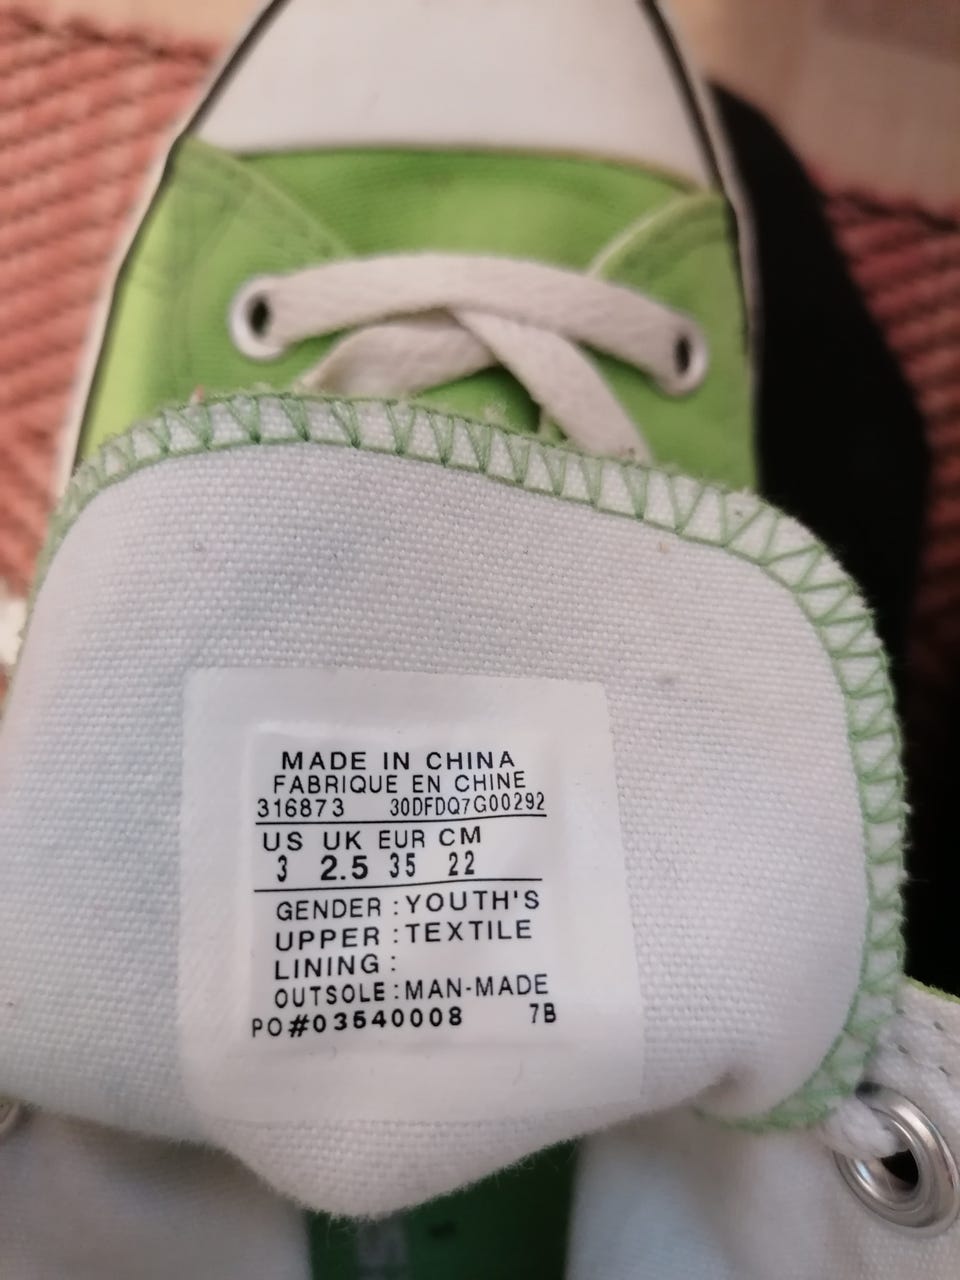 MADE IN CHINA
FABRIQUE EN CHINE
316873 30DFDQ7G00292
US UK EUR CM
3 2.5 35 22
GENDER : YOUTH'S
UPPER : TEXTILE
LINING :
OUTSOLE : MAN-MADE
PO#03540008 7B